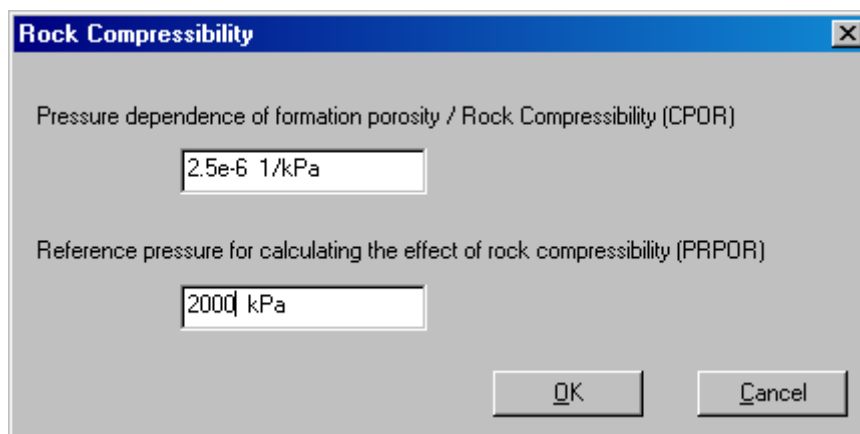 Rock Compressibility
Pressure dependence of formation porosity / Rock Compressibility (CPOR)
2.5e-6 1/kPa
Reference pressure for calculating the effect of rock compressibility (PRPOR)
2000 kPa
OK Cancel